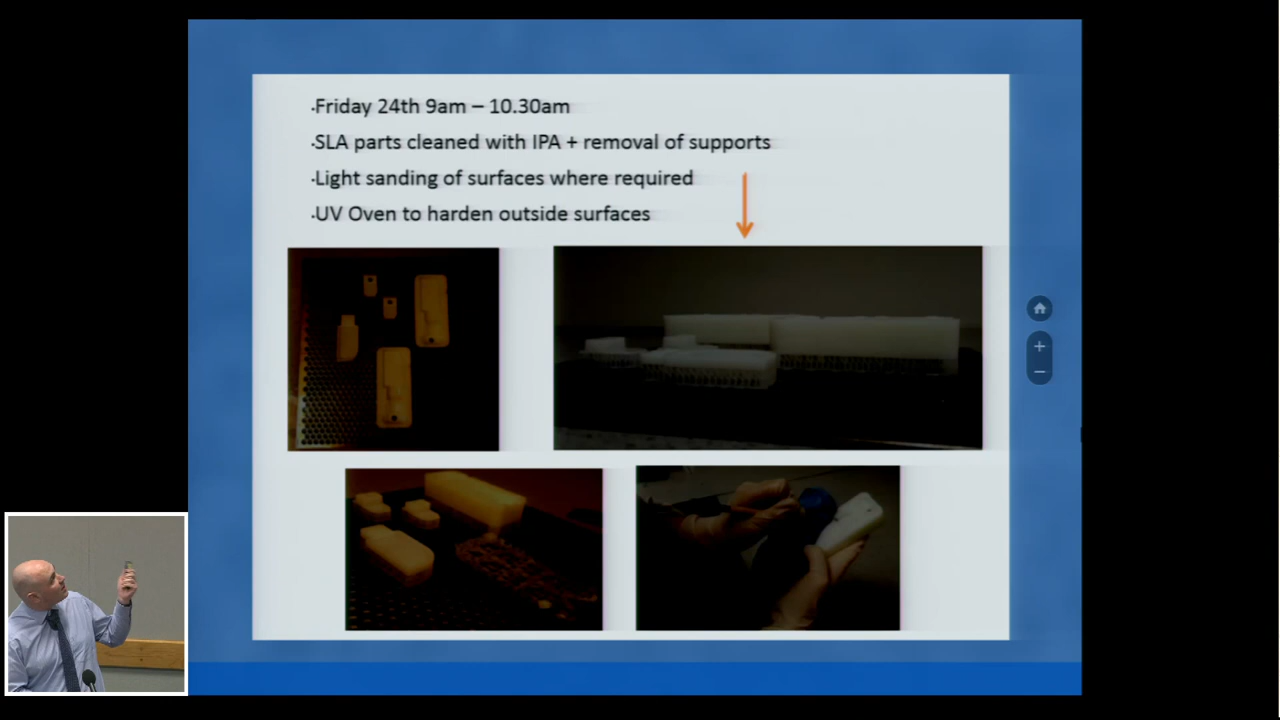 ·Friday 24th 9am – 10.30am
·SLA parts cleaned with IPA + removal of supports
·Light sanding of surfaces where required
·UV Oven to harden outside surfaces